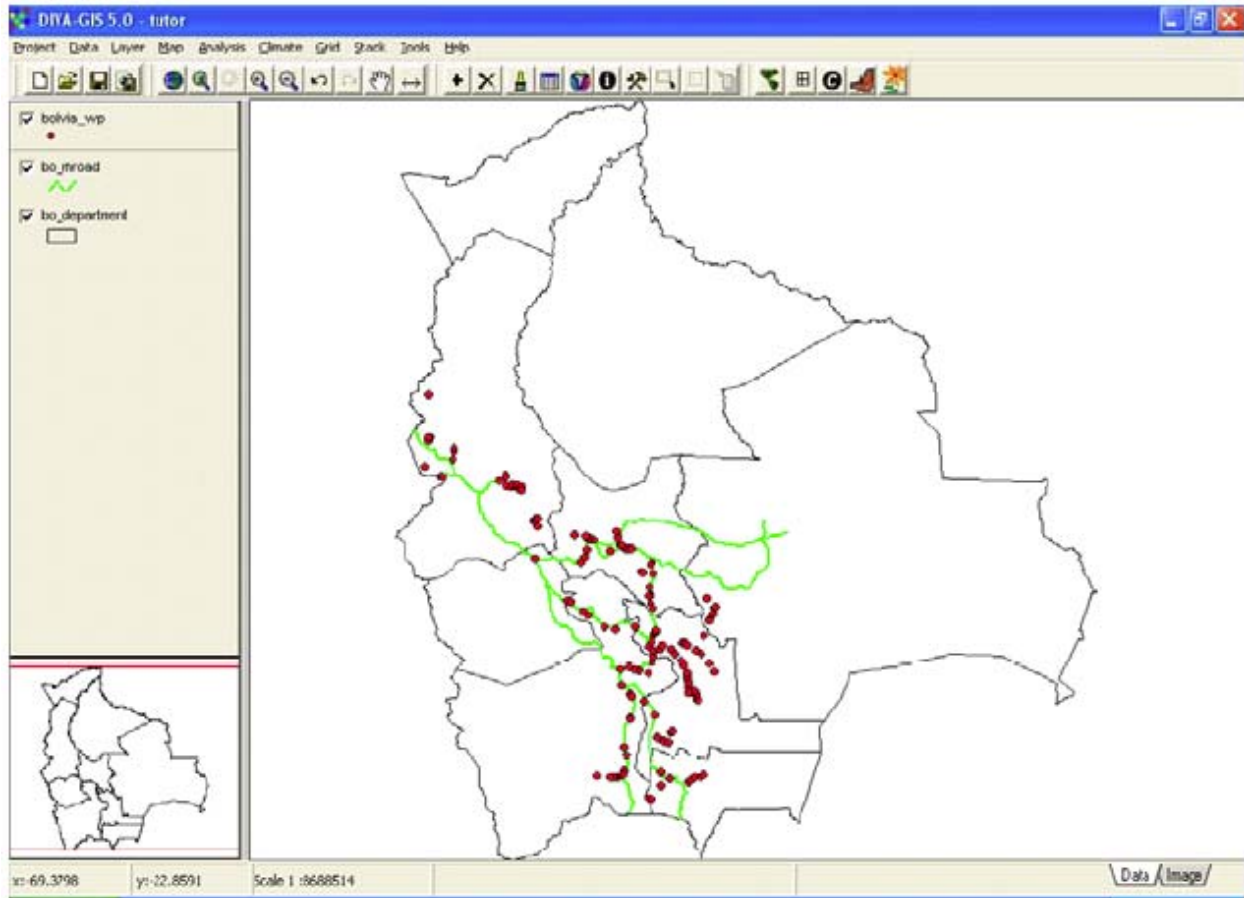 DIVA-GIS 5.0 - tutor
Project Data Layer Map Analysis Climate Grid Stack Tools Help
bolvis_wp
bo_mroad
bo_department
x:-69.3798 y:-22.8591 Scale 1 :8688514 Data Image